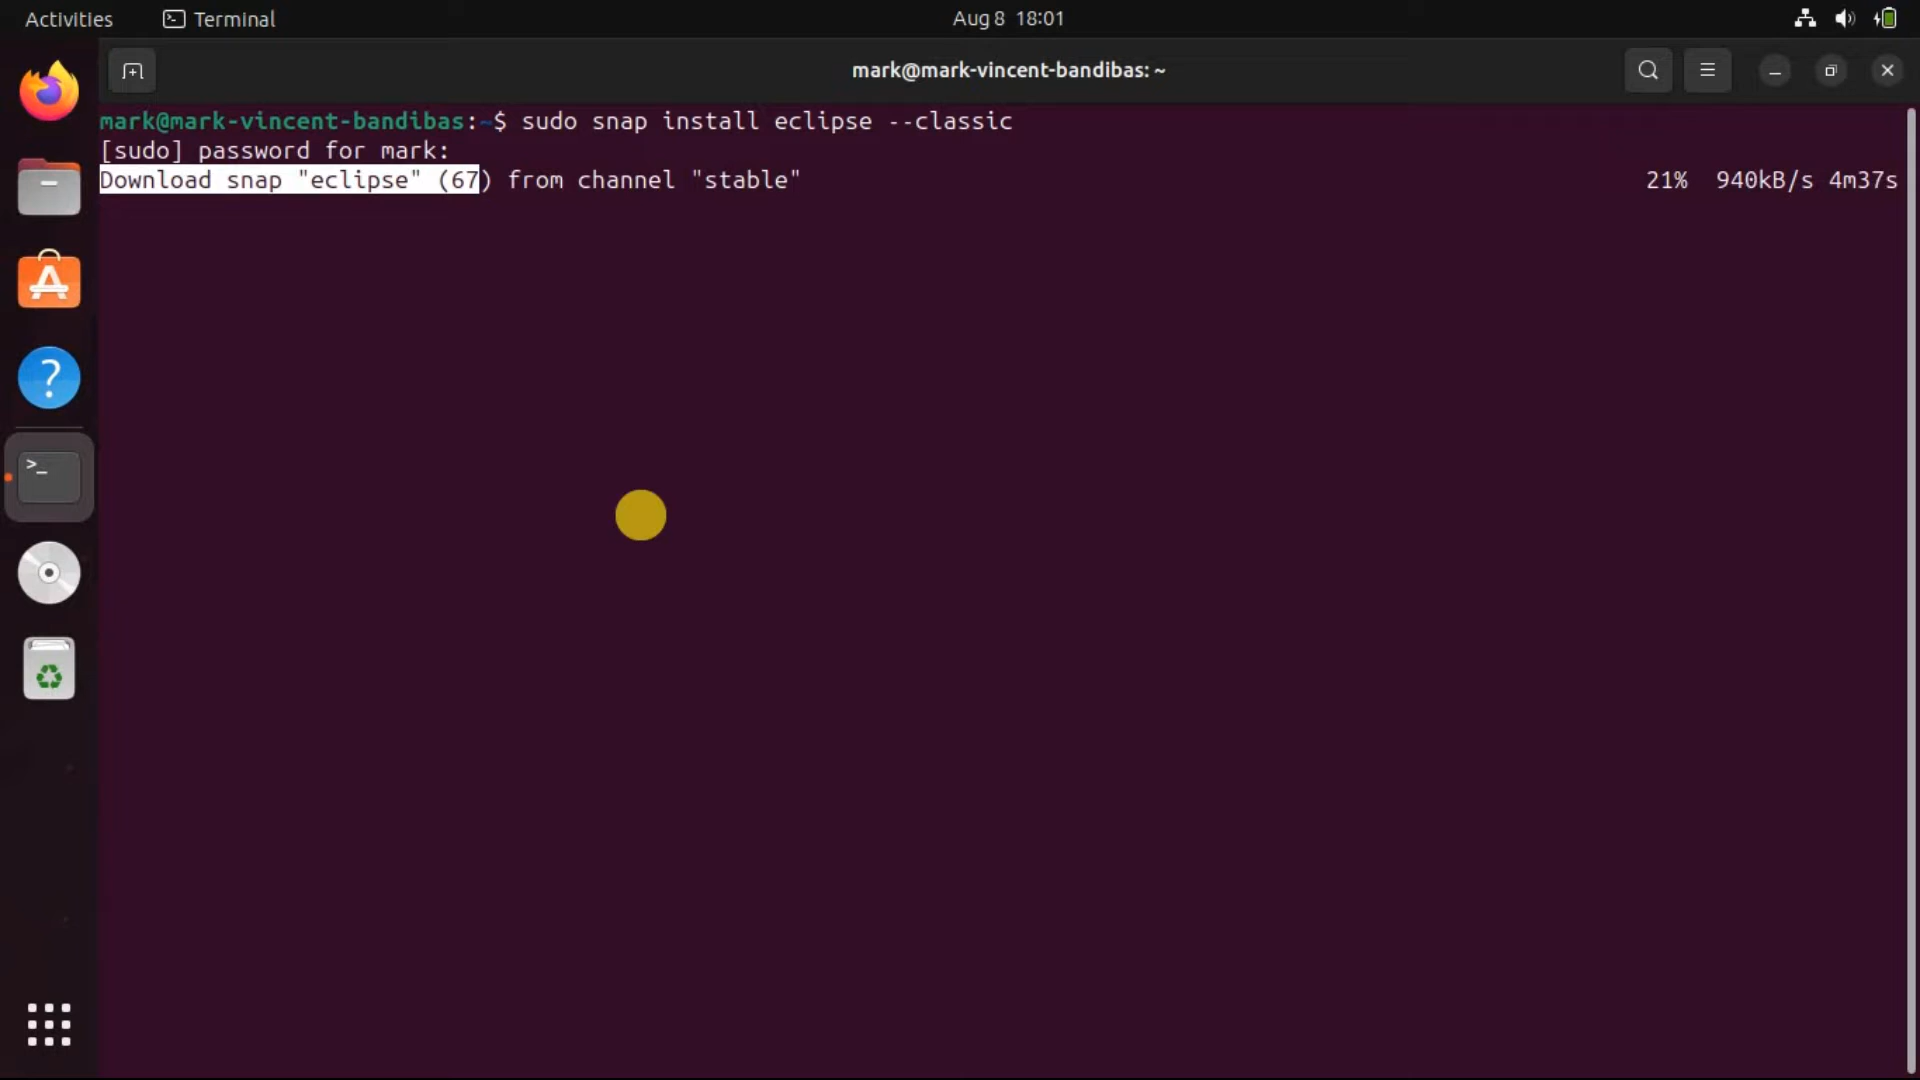 Activities Terminal Aug 8 18:01
mark@mark-vincent-bandibas: ~
mark@mark-vincent-bandibas:~$ sudo snap install eclipse --classic
[sudo] password for mark:
Download snap "eclipse" (67) from channel "stable" 21% 940kB/s 4m37s